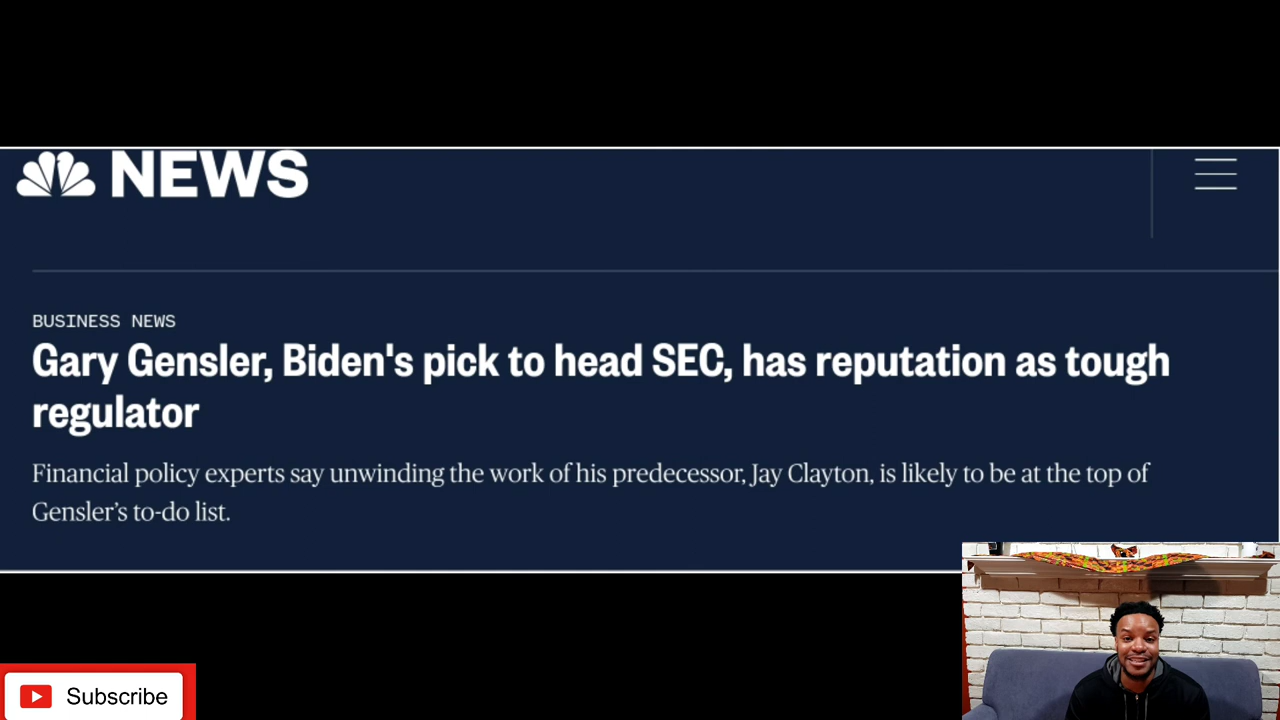 NEWS
BUSINESS NEWS
Gary Gensler, Biden's pick to head SEC, has reputation as tough
regulator
Financial policy experts say unwinding the work of his predecessor, Jay Clayton, is likely to be at the top of
Gensler’s to-do list.
Subscribe